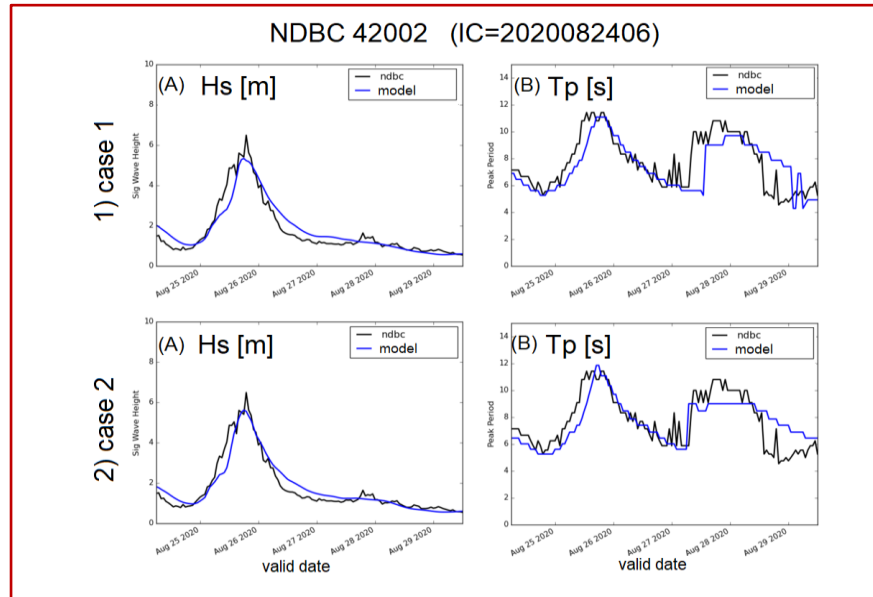 NDBC 42002 (IC=2020082406)
1) case 1
(A) Hs [m]
ndbc
model
Sig Wave Height
10
8
6
4
2
0
Aug 25 2020
Aug 26 2020
Aug 27 2020
Aug 28 2020
Aug 29 2020
(B) Tp [s]
ndbc
model
Peak Period
14
12
10
8
6
4
2
0
Aug 25 2020
Aug 26 2020
Aug 27 2020
Aug 28 2020
Aug 29 2020
2) case 2
(A) Hs [m]
ndbc
model
Sig Wave Height
10
8
6
4
2
0
Aug 25 2020
Aug 26 2020
Aug 27 2020
Aug 28 2020
Aug 29 2020
valid date
(B) Tp [s]
ndbc
model
Peak Period
14
12
10
8
6
4
2
0
Aug 25 2020
Aug 26 2020
Aug 27 2020
Aug 28 2020
Aug 29 2020
valid date